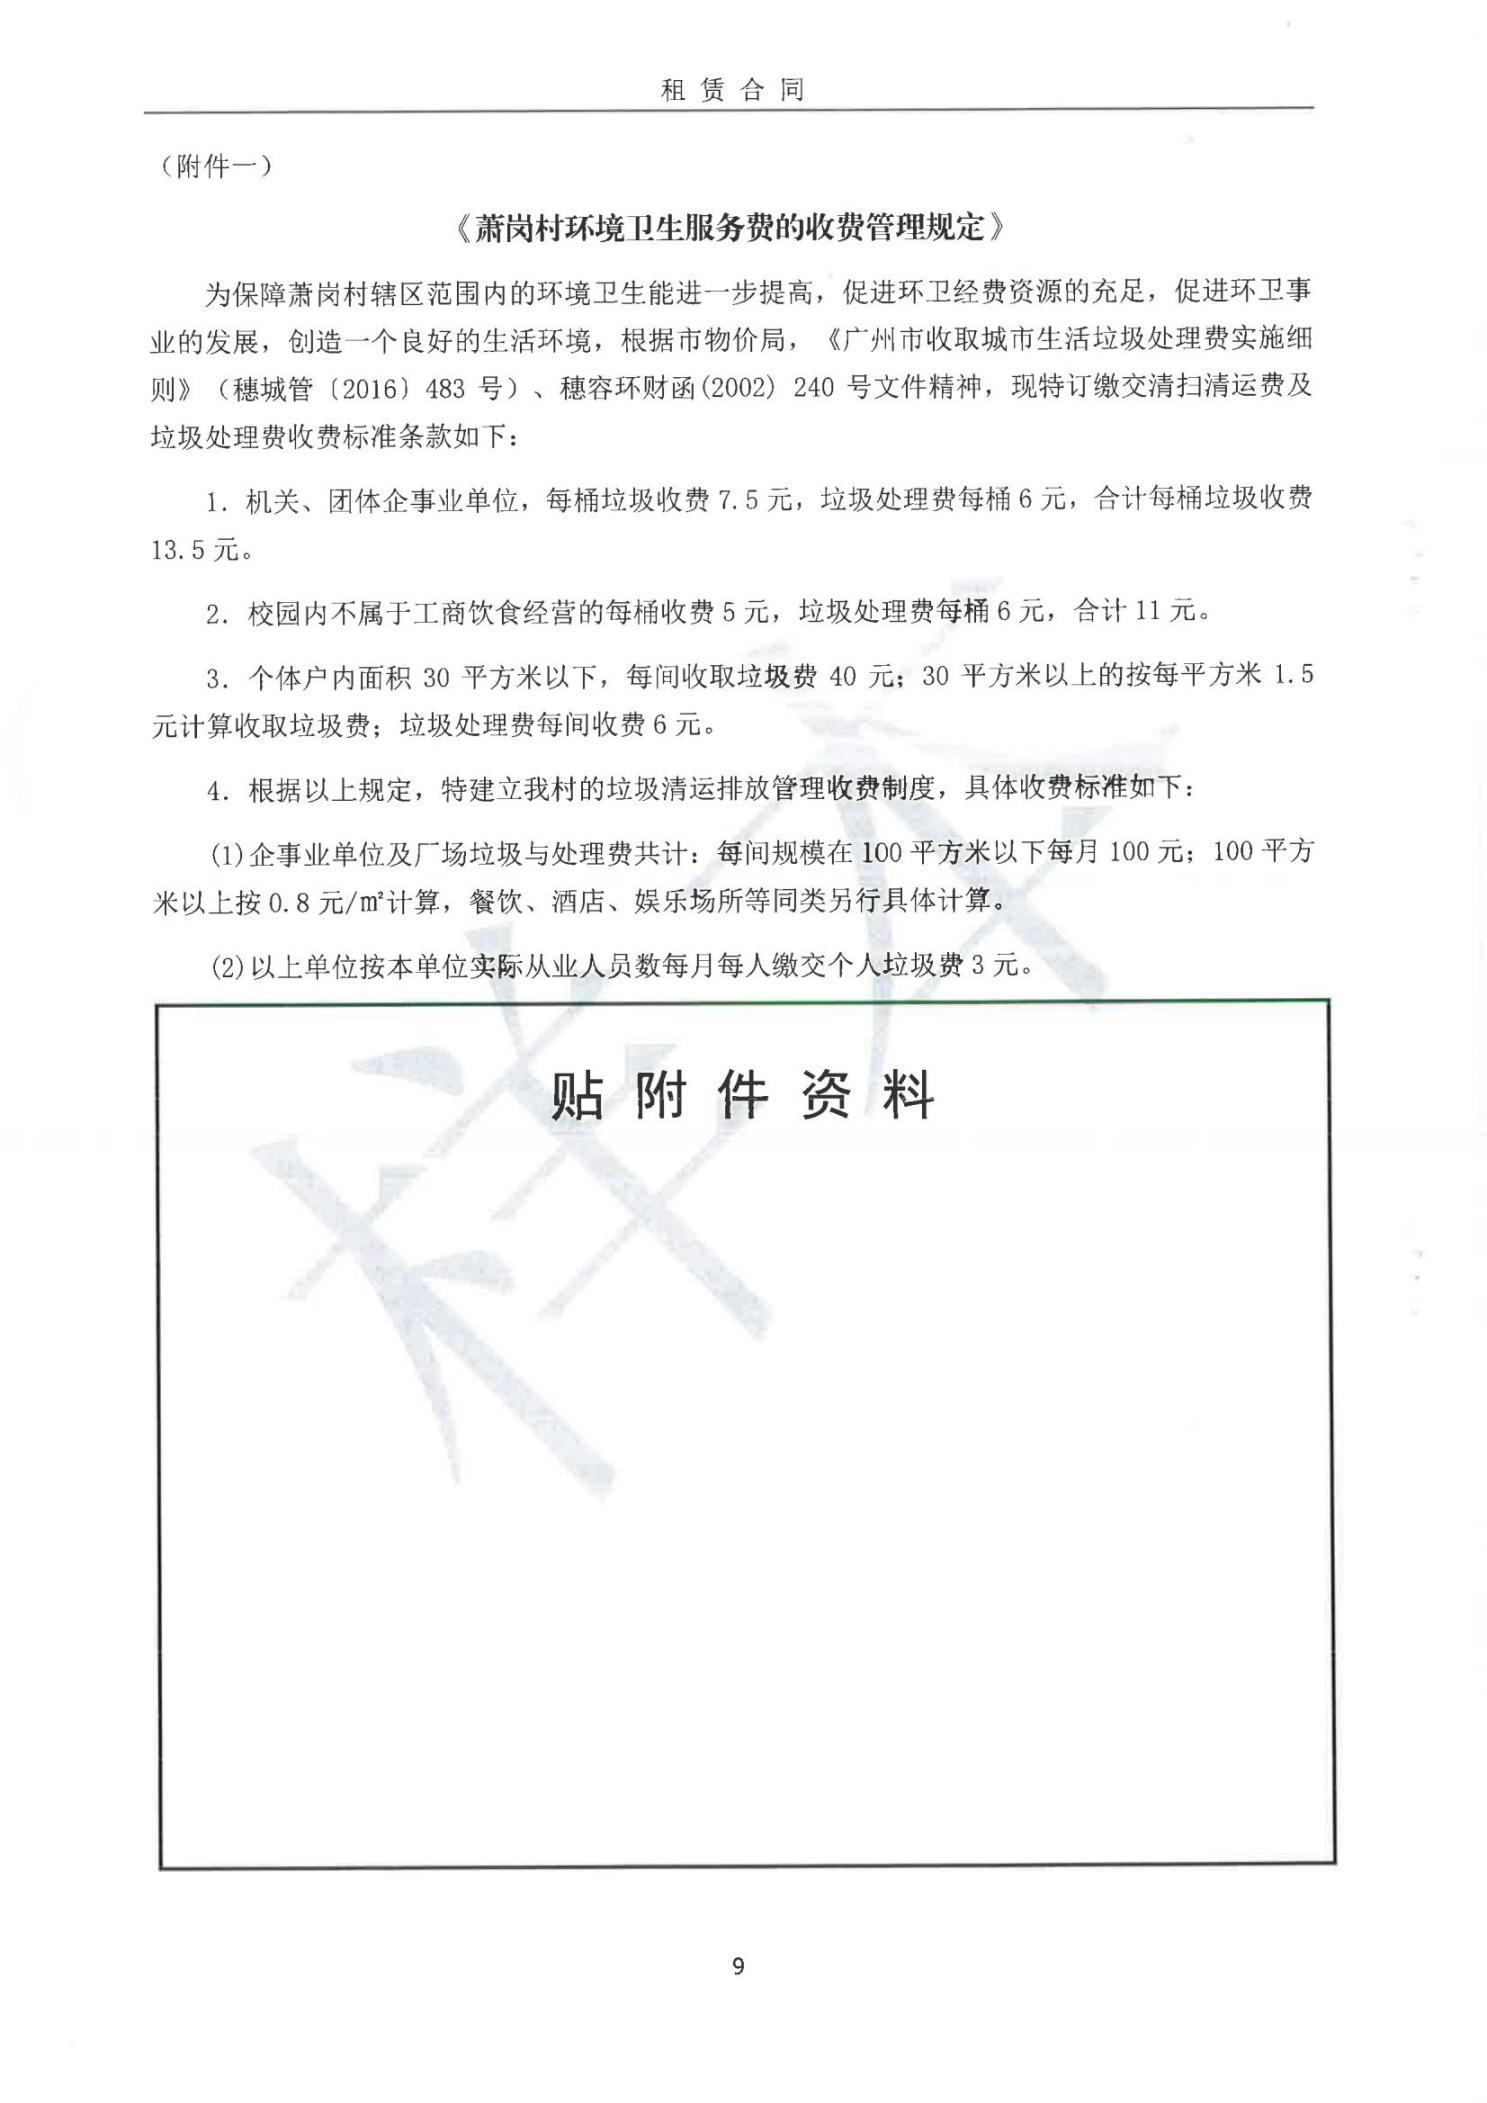 租赁合同
（附件一）
《萧岗村环境卫生服务费的收费管理规定》
为保障萧岗村辖区范围内的环境卫生能进一步提高，促进环卫经费资源的充足，促进环卫事
业的发展，创造一个良好的生活环境，根据市物价局，《广州市收取城市生活垃圾处理费实施细
则》（穗城管〔2016〕483 号）、穗容环财函(2002) 240 号文件精神，现特订缴交清扫清运费及
垃圾处理费收费标准条款如下：
1. 机关、团体企事业单位，每桶垃圾收费 7.5 元，垃圾处理费每桶 6 元，合计每桶垃圾收费
13.5 元。
2. 校园内不属于工商饮食经营的每桶收费 5 元，垃圾处理费每桶 6 元，合计 11 元。
3. 个体户内面积 30 平方米以下，每间收取垃圾费 40 元；30 平方米以上的按每平方米 1.5
元计算收取垃圾费；垃圾处理费每间收费 6 元。
4. 根据以上规定，特建立我村的垃圾清运排放管理收费制度，具体收费标准如下：
(1)企事业单位及厂场垃圾与处理费共计：每间规模在 100 平方米以下每月 100 元；100 平方
米以上按 0.8 元/㎡计算，餐饮、酒店、娱乐场所等同类另行具体计算。
(2)以上单位按本单位实际从业人员数每月每人缴交个人垃圾费 3 元。
贴附件资料
样本
9